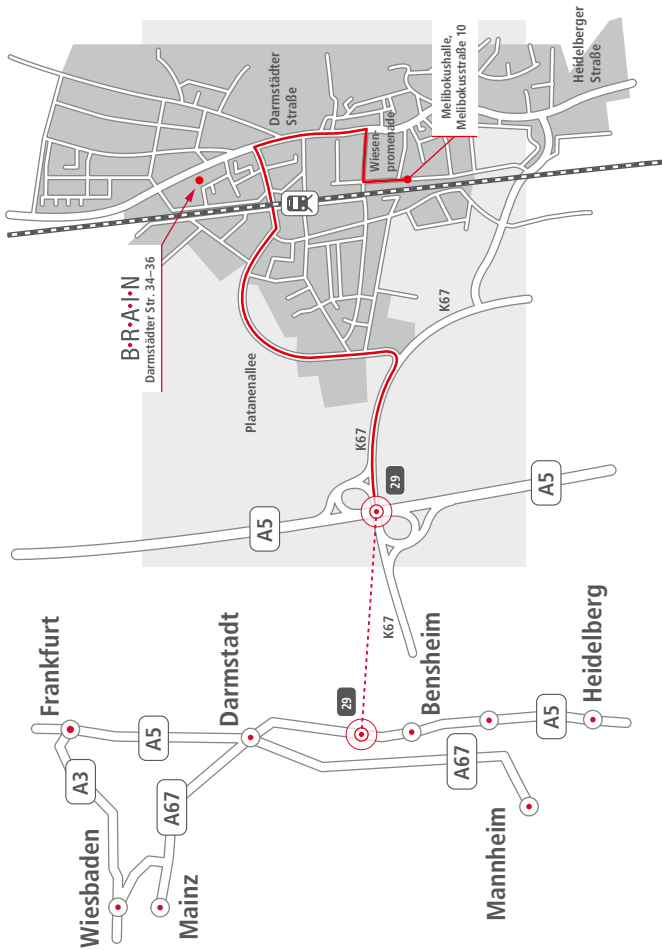 Frankfurt
A5
A3
Wiesbaden
Mainz
A67
Darmstadt
29
Bensheim
A67
Mannheim
A5
Heidelberg
A5
K67
29
A5
K67
K67
Platanenallee
B·R·A·I·N
Darmstädter Str. 34–36
Darmstädter
Straße
Wiesen-
promenade
Melibokushalle,
Melibokusstraße 10
Heidelberger
Straße